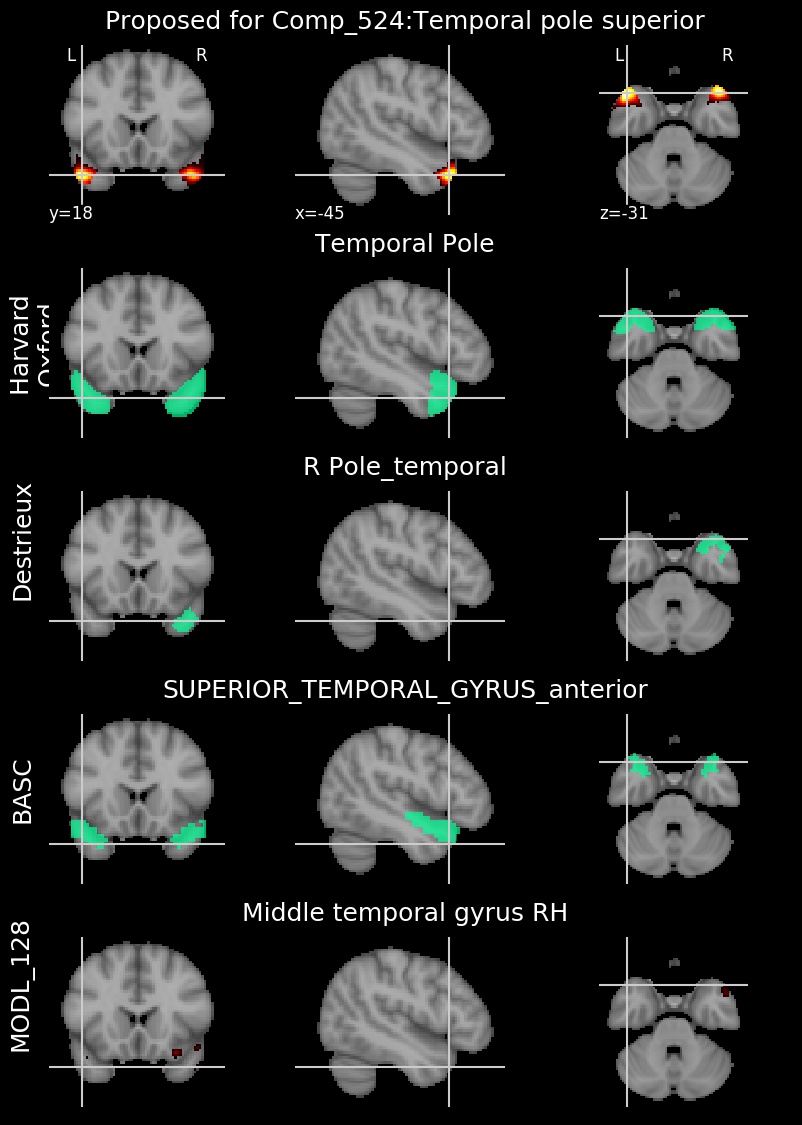 Proposed for Comp_524:Temporal pole superior
L R L R
y=18 x=-45 z=-31
Temporal Pole
Harvard
Oxford
R Pole_temporal
Destrieux
SUPERIOR_TEMPORAL_GYRUS_anterior
BASC
Middle temporal gyrus RH
MODL_128